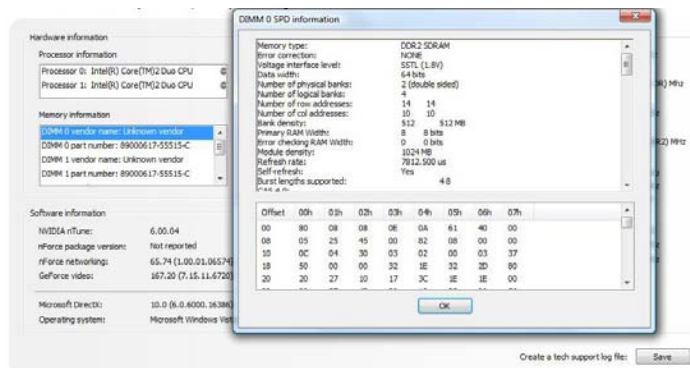 DIMM 0 SPD information
Hardware information
Processor information
Processor 0: Intel(R) Core(TM)2 Duo CPU
Processor 1: Intel(R) Core(TM)2 Duo CPU
Memory information
DIMM 0 vendor name: Unknown vendor
DIMM 0 part number: 89000617-55515-C
DIMM 1 vendor name: Unknown vendor
DIMM 1 part number: 89000617-55515-C
Software information
NVIDIA nTune: 6.00.04
nForce package version: Not reported
nForce networking: 65.74 (1.00.01.06574)
GeForce video: 167.20 (7.15.11.6720
Microsoft DirectX: 10.0 (6.0.6000.16386)
Operating system: Microsoft Windows Vist
Memory type: DDR2 SDRAM
Error correction: NONE
Voltage interface level: SSTL (1.8V)
Data width: 64 bits
Number of physical banks: 2 (double sided)
Number of logical banks: 4
Number of row addresses: 14 14
Number of col addresses: 10 10
Bank density: 512 512 MB
Primary RAM Width: 8 8 bits
Error checking RAM Width: 0 0 bits
Module density: 1024 MB
Refresh rate: 7812.500 us
Self-refresh: Yes
Burst lengths supported: 4 8
Offset 00h 01h 02h 03h 04h 05h 06h 07h
00 80 08 08 0E 0A 61 40 00
08 05 25 45 00 82 08 00 00
10 0C 04 30 03 02 00 03 37
18 50 00 00 32 1E 32 2D 80
20 20 27 10 17 3C 1E 1E 00
OK
R) Mhz
R2) MHz
Create a tech support log file: Save